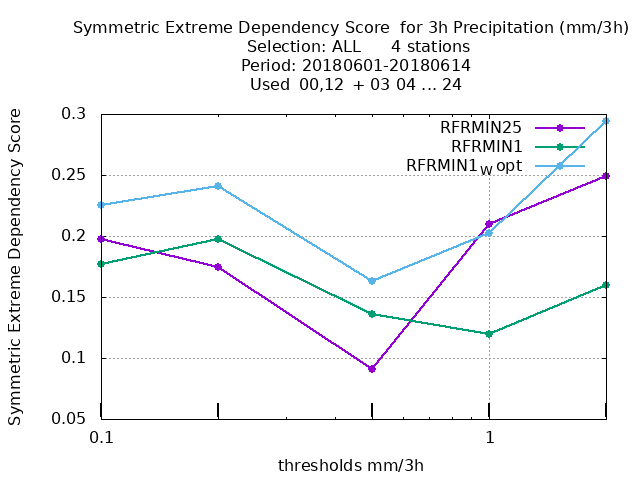 Symmetric Extreme Dependency Score  for 3h Precipitation (mm/3h)
Selection: ALL      4 stations
Period: 20180601-20180614
Used  00,12  + 03 04 ... 24
Symmetric Extreme Dependency Score
0.3
0.25
0.2
0.15
0.1
0.05
RFRMIN25
RFRMIN1
RFRMIN1W opt
0.1
1
thresholds mm/3h